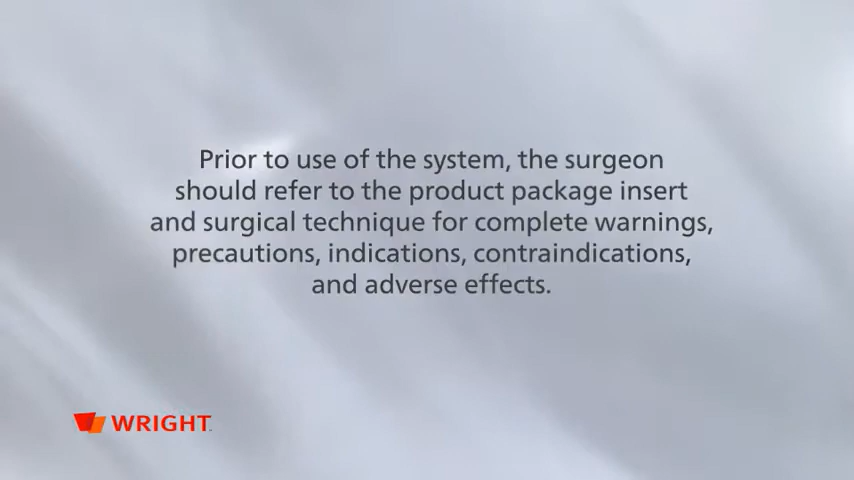 Prior to use of the system, the surgeon
should refer to the product package insert
and surgical technique for complete warnings,
precautions, indications, contraindications,
and adverse effects.
WRIGHT